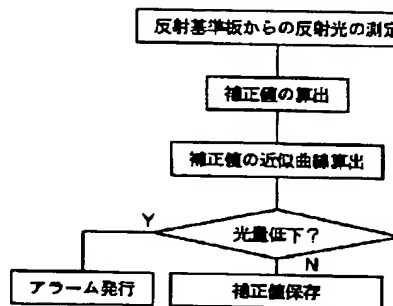 反射基準板からの反射光の測定
補正値の算出
補正値の近似曲線算出
光量低下?
Y
N
アラーム発行
補正値保存